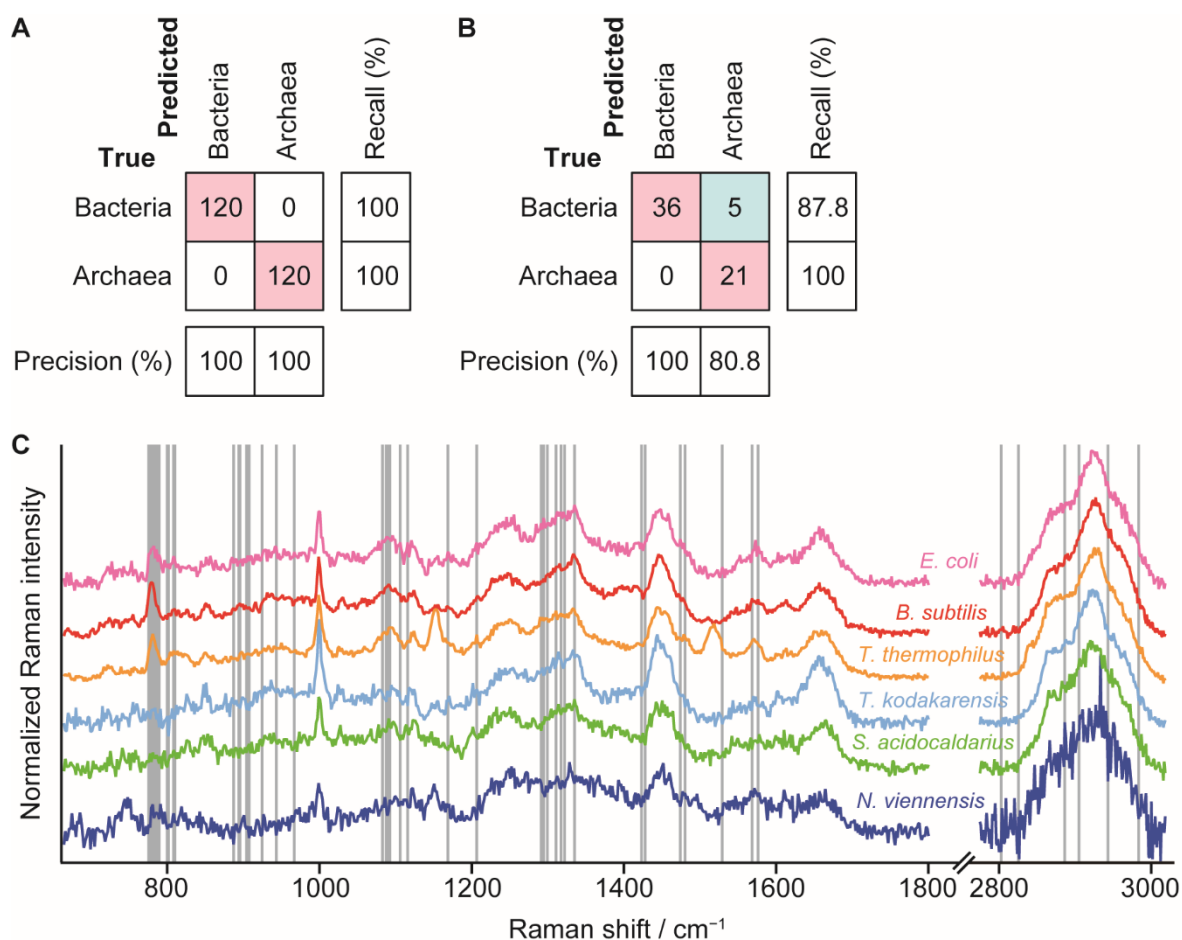 A
Predicted
Bacteria
Archaea
Recall (%)
True
Bacteria 120 0 100
Archaea 0 120 100
Precision (%) 100 100
B
Predicted
Bacteria
Archaea
Recall (%)
True
Bacteria 36 5 87.8
Archaea 0 21 100
Precision (%) 100 80.8
C
Normalized Raman intensity
E. coli
B. subtilis
T. thermophilus
T. kodakarensis
S. acidocaldarius
N. viennensis
800 1000 1200 1400 1600 1800 2800 3000
Raman shift / cm⁻¹